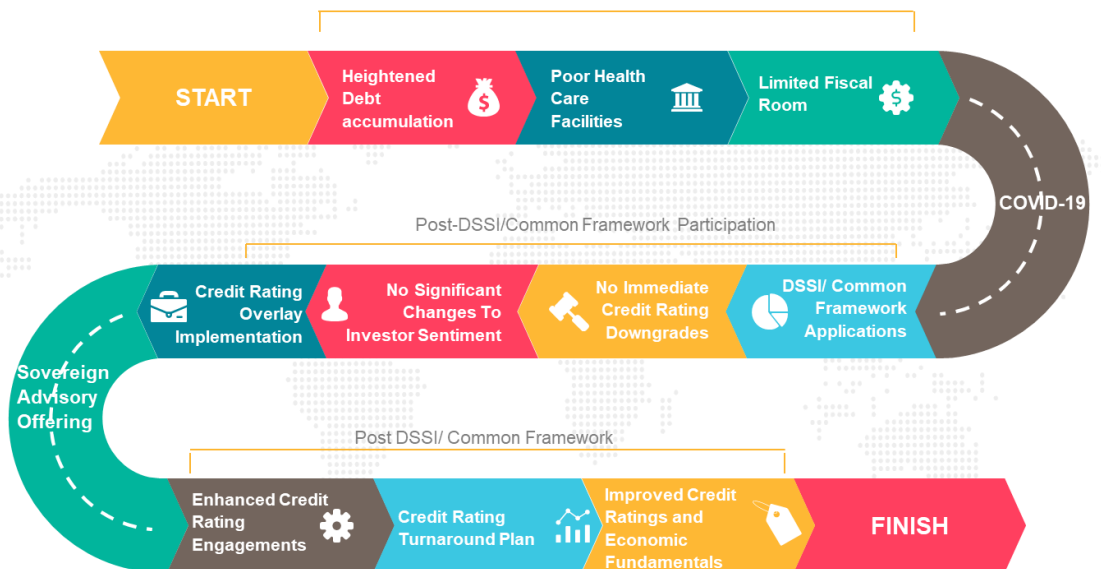 START
Heightened
Debt
accumulation
Poor Health
Care
Facilities
Limited Fiscal
Room
COVID-19
Post-DSSI/Common Framework Participation
DSSI/ Common
Framework
Applications
No Immediate
Credit Rating
Downgrades
No Significant
Changes To
Investor Sentiment
Credit Rating
Overlay
Implementation
Sovereign
Advisory
Offering
Post DSSI/ Common Framework
Enhanced Credit
Rating
Engagements
Credit Rating
Turnaround Plan
Improved Credit
Ratings and
Economic
Fundamentals
FINISH